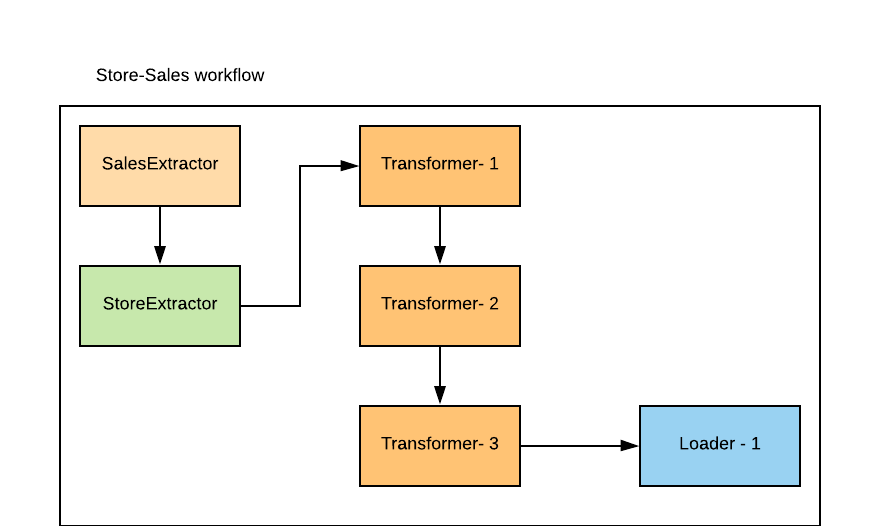 Store-Sales workflow
SalesExtractor
StoreExtractor
Transformer- 1
Transformer- 2
Transformer- 3
Loader - 1